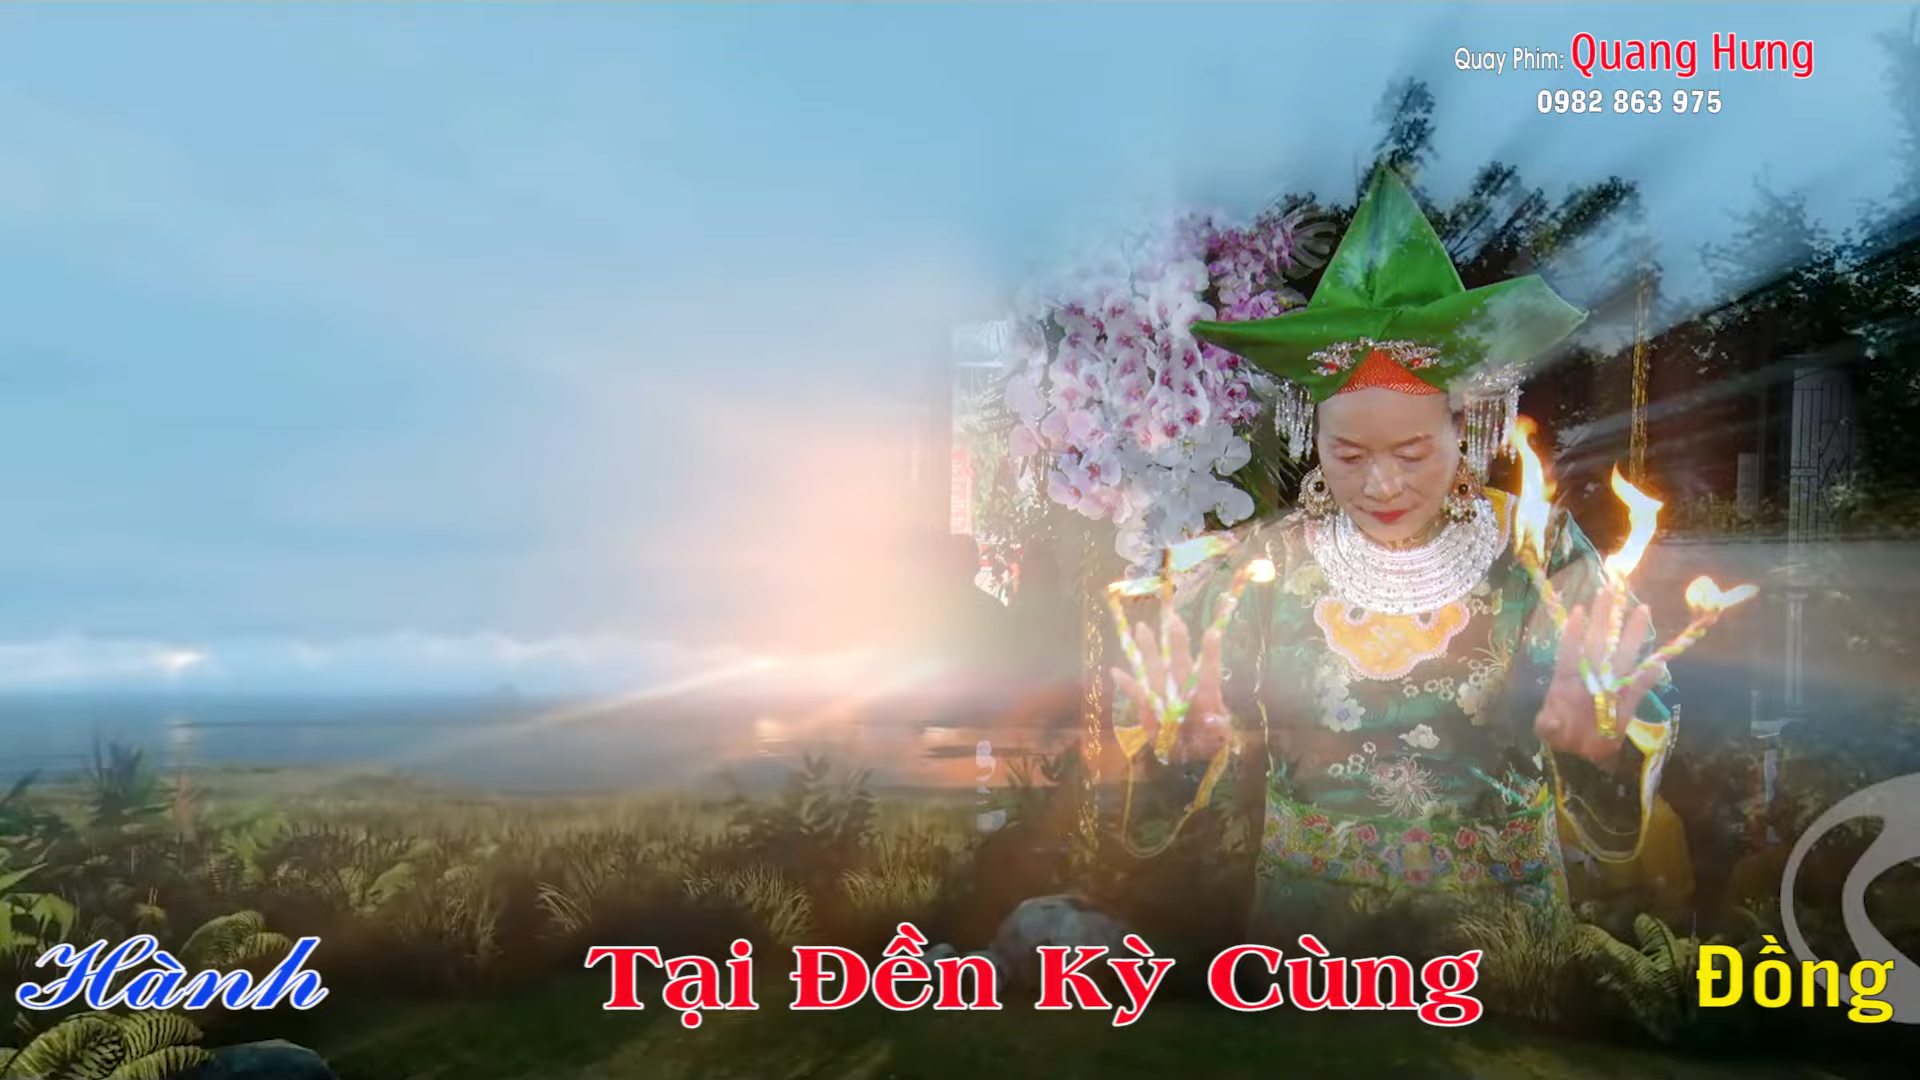 Quay Phim: Quang Hưng
0982 863 975
Hành Tại Đền Kỳ Cùng Đồng